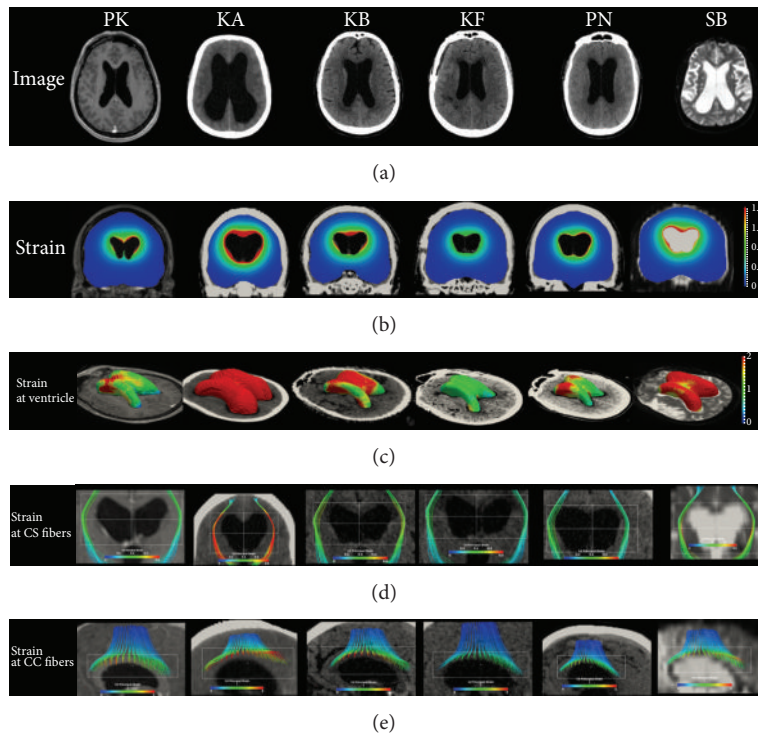 PK KA KB KF PN SB
Image
(a)
Strain
0
(b)
Strain
at ventricle
2
1
0
(c)
Strain
at CS fibers
(d)
Strain
at CC fibers
(e)